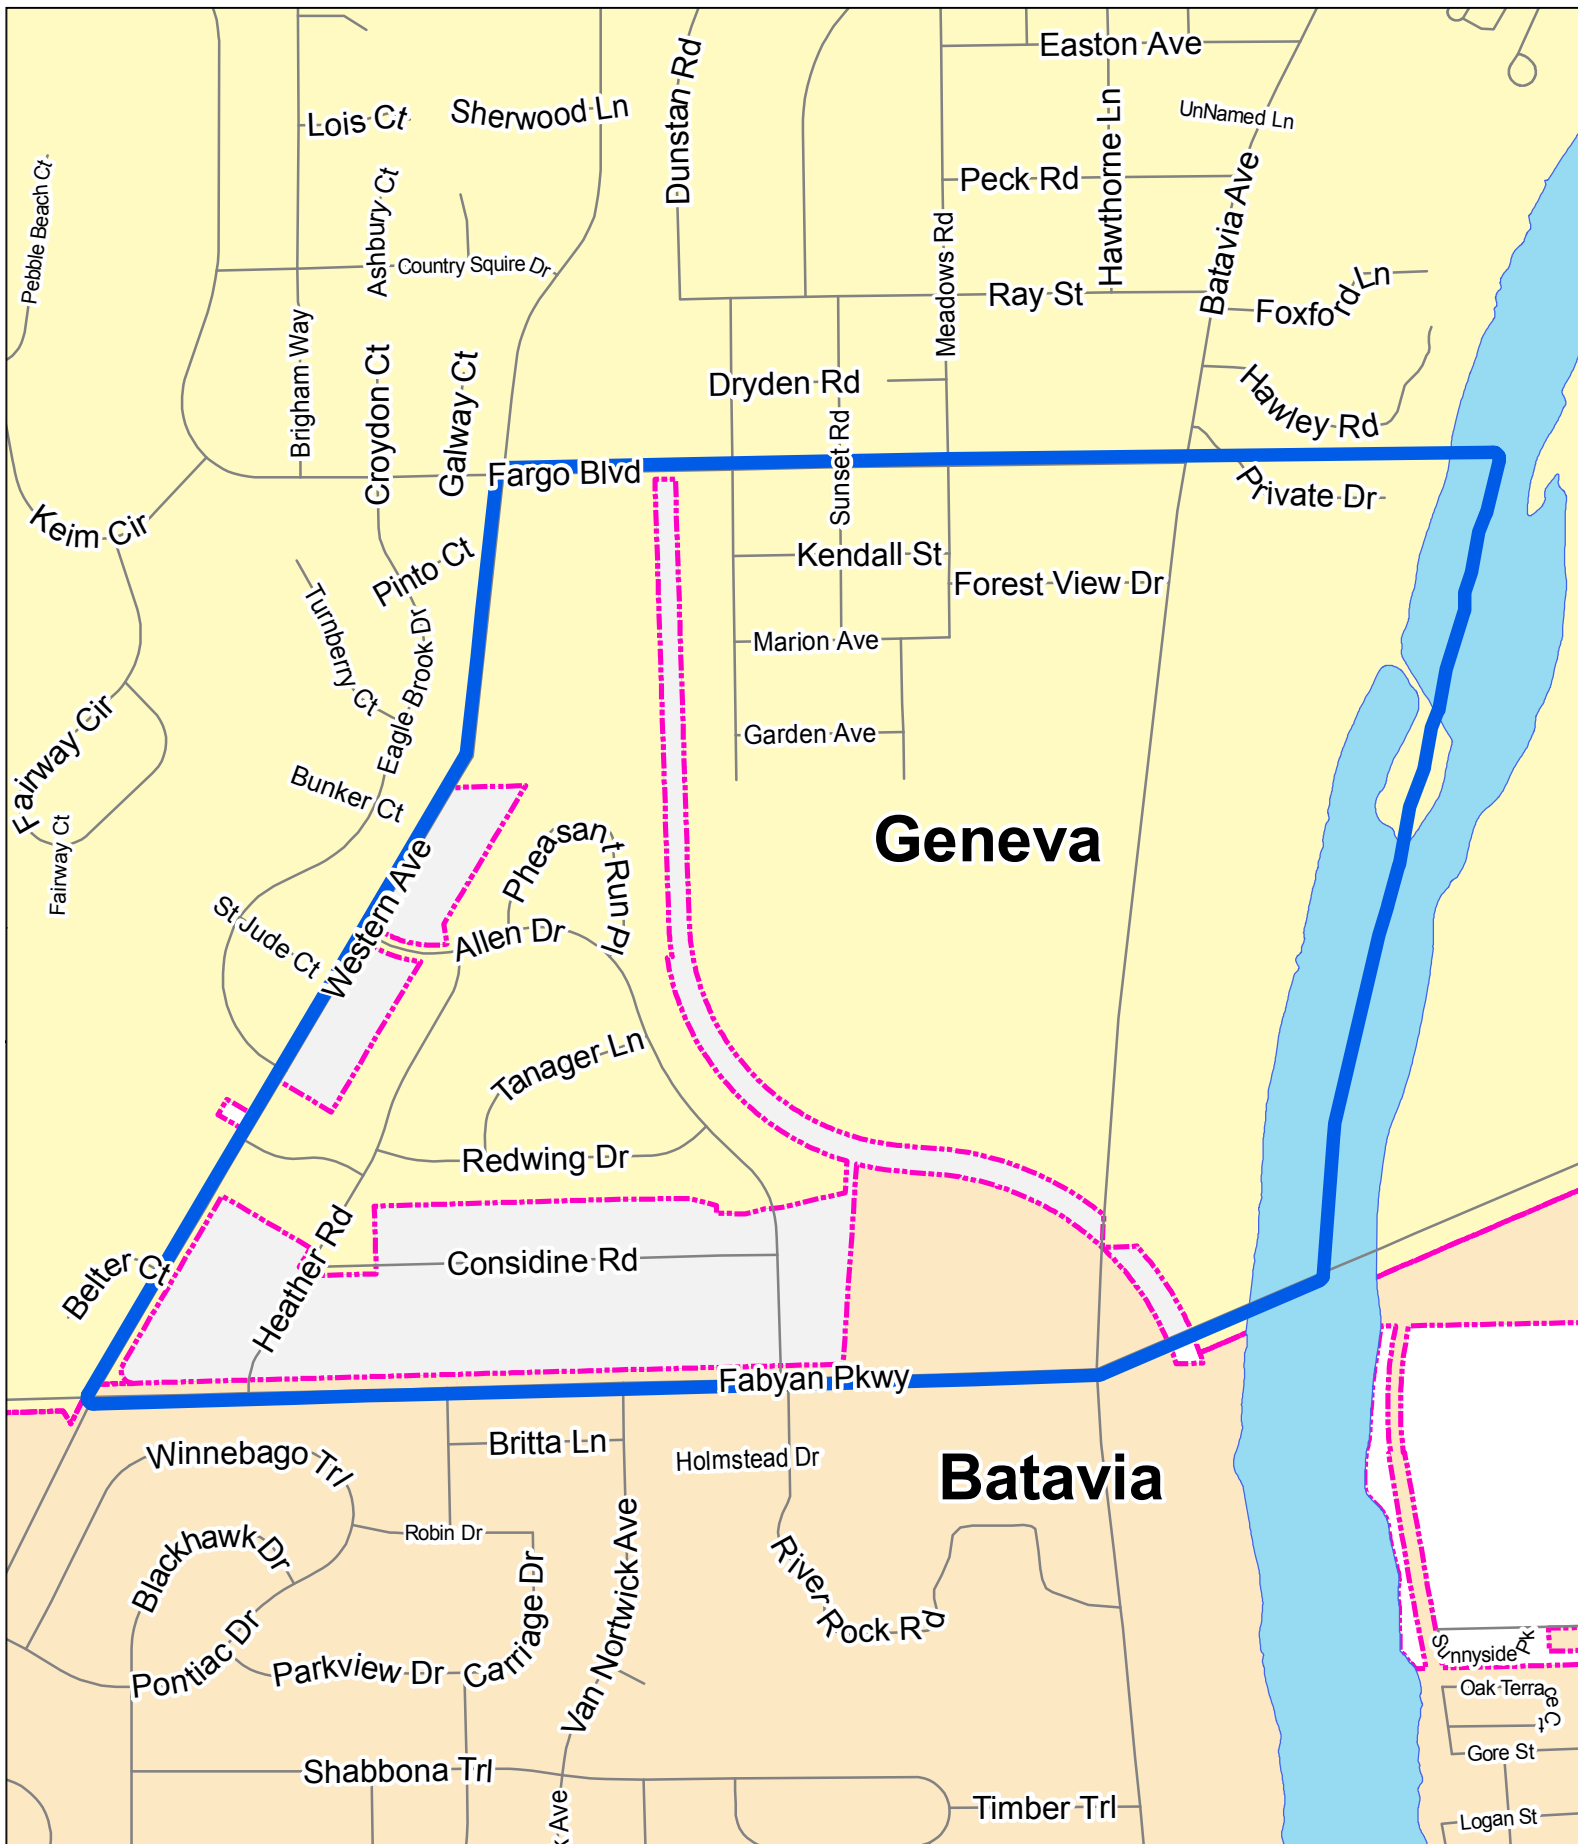 Easton Ave
Sherwood Ln
Lois Ct
Dunstan Rd
UnNamed Ln
Hawthorne Ln
Peck Rd
Batavia Ave
Pebble Beach Ct
Ashbury Ct
Country Squire Dr
Meadows Rd
Ray St
Foxford Ln
Brigham Way
Croydon Ct
Galway Ct
Dryden Rd
Hawley Rd
Sunset Rd
Fargo Blvd
Private Dr
Keim Cir
Pinto Ct
Kendall St
Forest View Dr
Turnberry Ct
Eagle Brook Dr
Marion Ave
Fairway Cir
Garden Ave
Bunker Ct
Fairway Ct
Geneva
Western Ave
Pheasant Run Pl
St Jude Ct
Allen Dr
Tanager Ln
Redwing Dr
Belter Ct
Heather Rd
Considine Rd
Fabyan Pkwy
Winnebago Trl
Britta Ln
Holmstead Dr
Batavia
Blackhawk Dr
Robin Dr
Carriage Dr
Van Nortwick Ave
River Rock Rd
Pontiac Dr
Parkview Dr
Sunnyside Pk
Oak Terrace Ct
Gore St
Shabbona Trl
Timber Trl
k Ave
Logan St